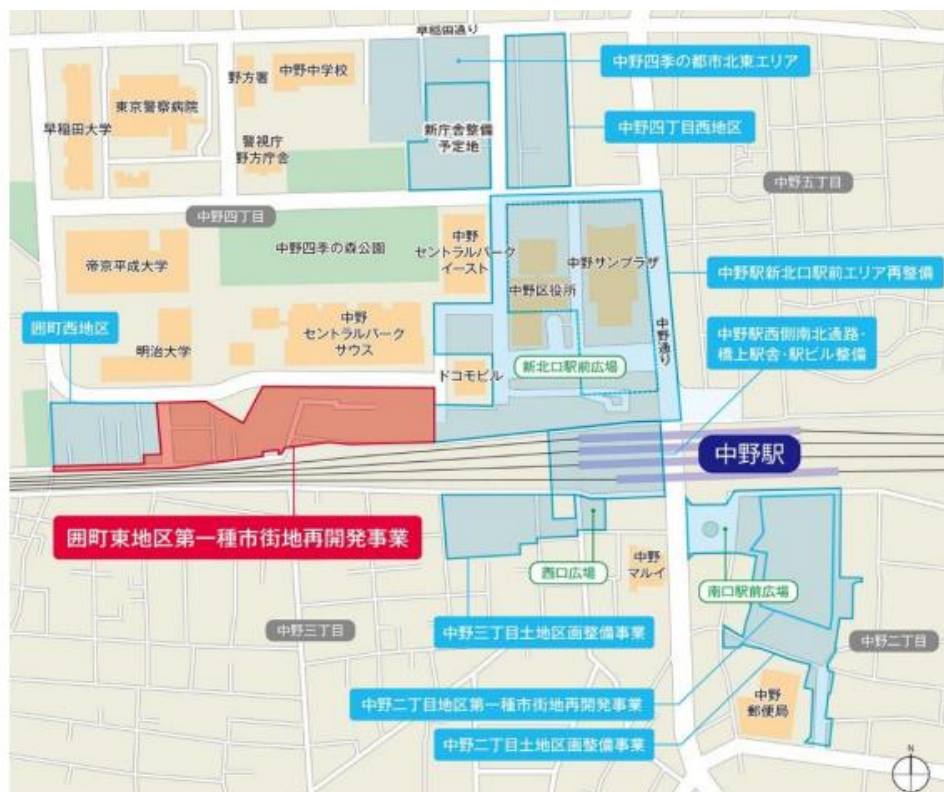 早稲田通り
中野四季の都市北東エリア
野方署
中野中学校
東京警察病院
早稲田大学
新庁舎整備
予定地
中野四丁目西地区
警視庁
野方庁舎
中野五丁目
中野四丁目
中野四季の森公園
中野
セントラルパーク
イースト
中野サンプラザ
帝京平成大学
中野区役所
中野駅新北口駅前エリア再整備
囲町西地区
中野
セントラルパーク
サウス
明治大学
中野通り
中野駅西側南北通路・
橋上駅舎・駅ビル整備
新北口駅前広場
ドコモビル
中野駅
囲町東地区第一種市街地再開発事業
西口広場
中野
マルイ
南口駅前広場
中野三丁目
中野三丁目土地区画整備事業
中野二丁目
中野二丁目地区第一種市街地再開発事業
中野
郵便局
中野二丁目土地区画整備事業
N